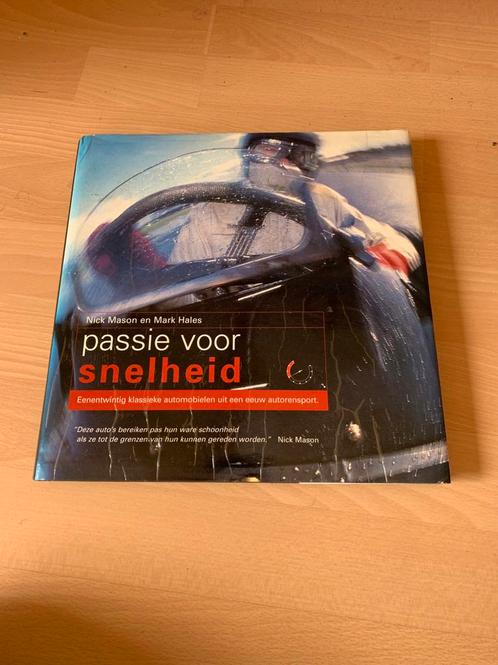 Nick Mason en Mark Hales
passie voor
snelheid
Eenentwintig klassieke automobielen uit een eeuw autorensport.
"Deze auto's bereiken pas hun ware schoonheid
als ze tot de grenzen van hun kunnen gereden worden." Nick Mason